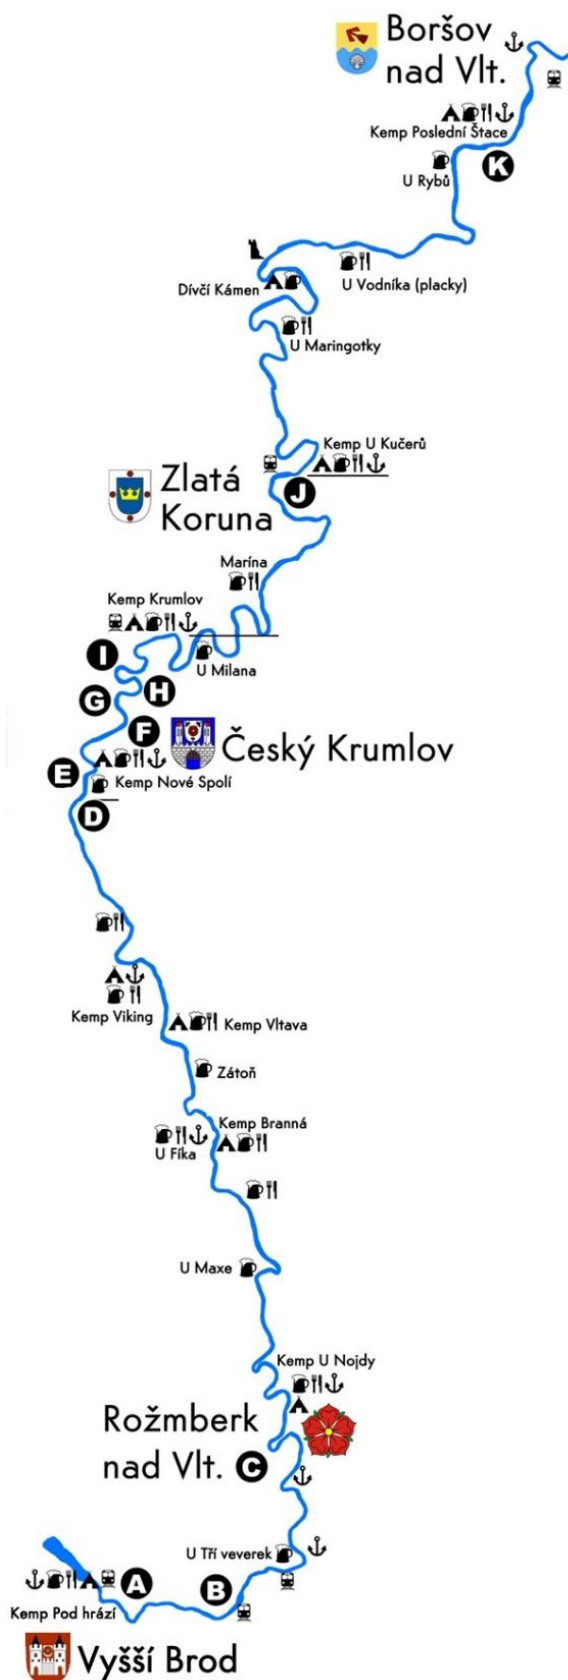 Boršov
nad Vlt.
Kemp Poslední Štace
K
U Rybů
U Vodníka (placky)
Dívčí Kámen
U Maringotky
Kemp U Kučerů
Zlatá
Koruna
J
Marína
Kemp Krumlov
U Milana
I
H
G
F
Český Krumlov
E
Kemp Nové Spolí
D
Kemp Viking
Kemp Vltava
Zátoň
Kemp Branná
U Fíka
U Maxe
Kemp U Nojdy
Rožmberk
nad Vlt. C
U Tří veverek
A
B
Kemp Pod hrází
Vyšší Brod